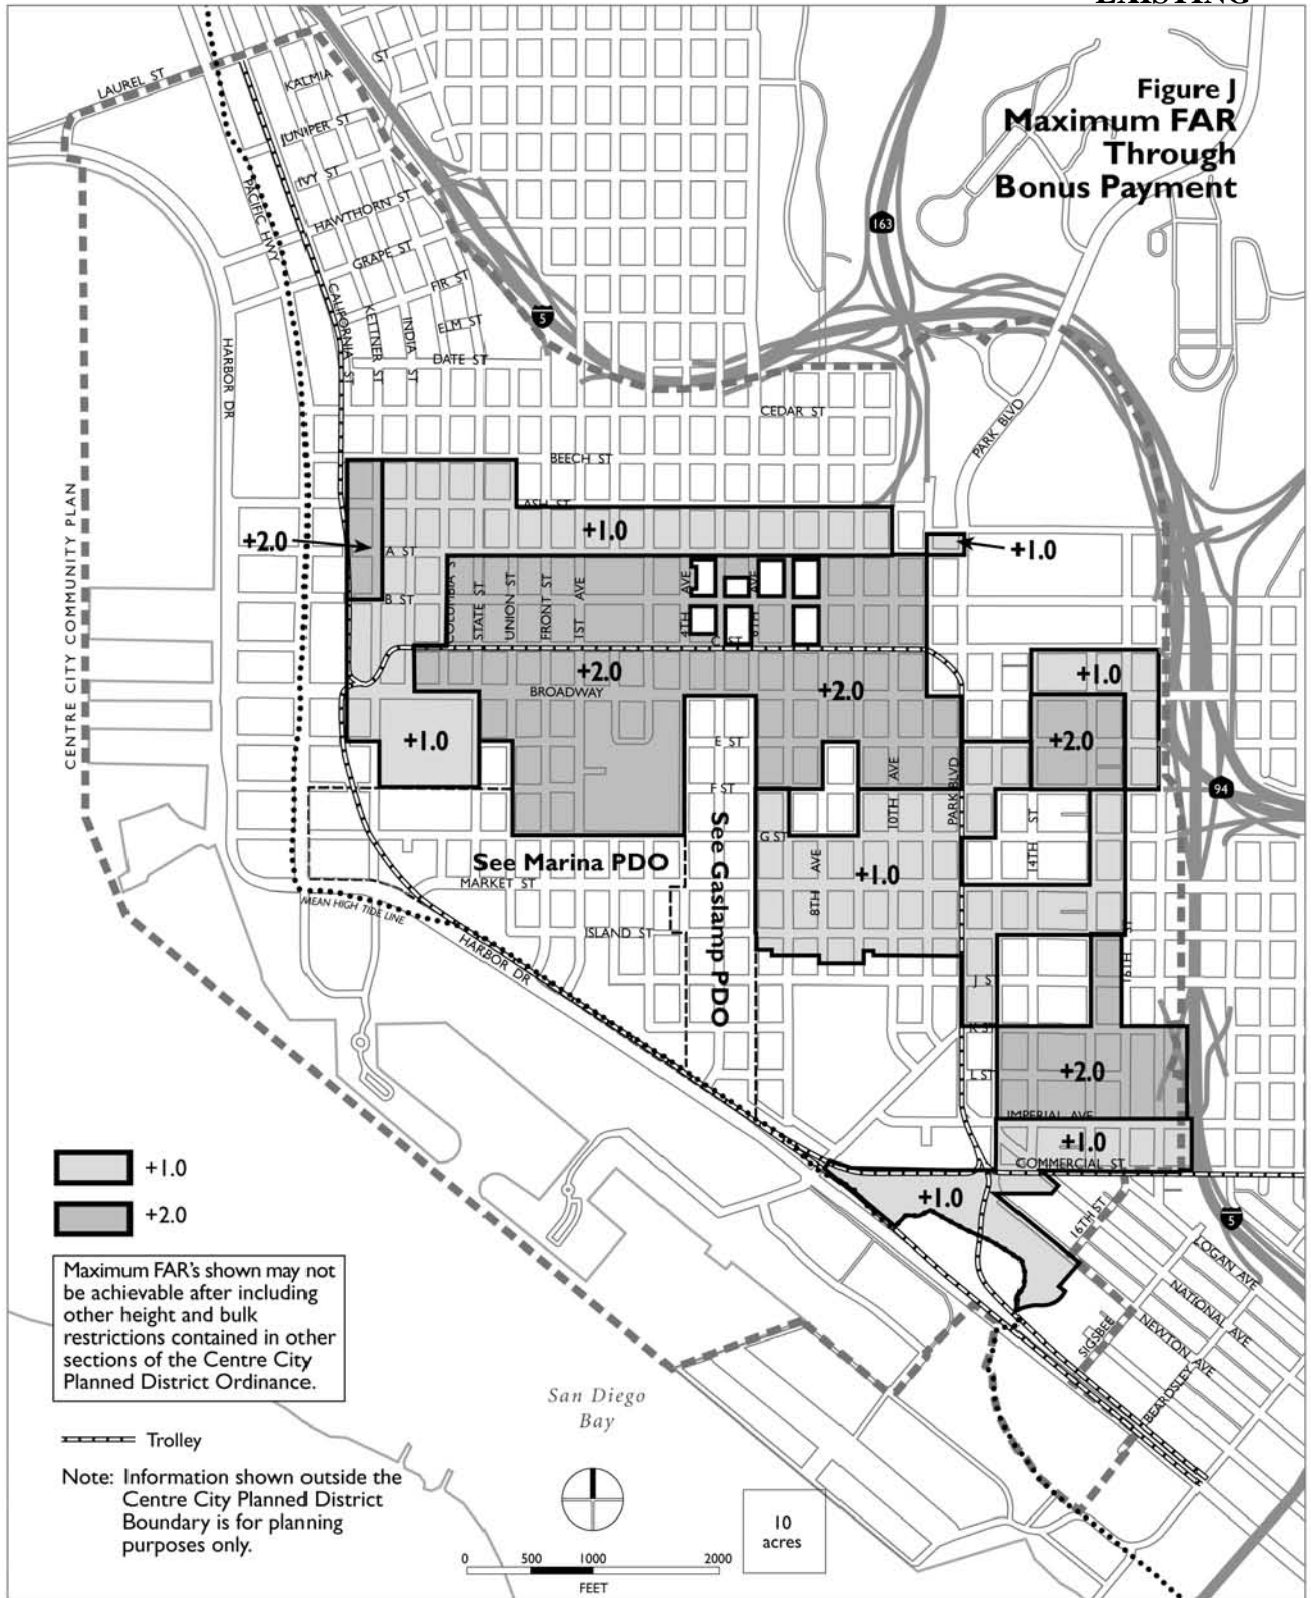 EXISTING
Figure J
Maximum FAR
Through
Bonus Payment
LAUREL ST
KALMIA
ST
JUNIPER ST
IVY ST
HAWTHORN ST
GRAPE ST
FIR ST
ELM ST
DATE ST
CEDAR ST
BEECH ST
ASH ST
A ST
B ST
C ST
PACIFIC HWY
CALIFORNIA ST
KETTNER ST
INDIA ST
HARBOR DR
163
5
PARK BLVD
CENTRE CITY COMMUNITY PLAN
+2.0
+1.0
+1.0
COLUMBIA S
STATE ST
UNION ST
FRONT ST
1ST AVE
4TH AVE
6TH AVE
+2.0
BROADWAY
+2.0
+1.0
+2.0
+1.0
E ST
F ST
G ST
8TH AVE
10TH AVE
PARK BLVD
14TH ST
94
See Marina PDO
See Gaslamp PDO
+1.0
MARKET ST
MEAN HIGH TIDE LINE
ISLAND ST
HARBOR DR
16TH ST
J S
K ST
L ST
+2.0
IMPERIAL AVE
+1.0
COMMERCIAL ST
+1.0
16TH ST
5
LOGAN AVE
NATIONAL AVE
NEWTON AVE
SIGSBEE
BEARDSLEY
+1.0
+2.0
Maximum FAR's shown may not
be achievable after including
other height and bulk
restrictions contained in other
sections of the Centre City
Planned District Ordinance.
Trolley
Note: Information shown outside the
Centre City Planned District
Boundary is for planning
purposes only.
San Diego
Bay
10
acres
0 500 1000 2000
FEET